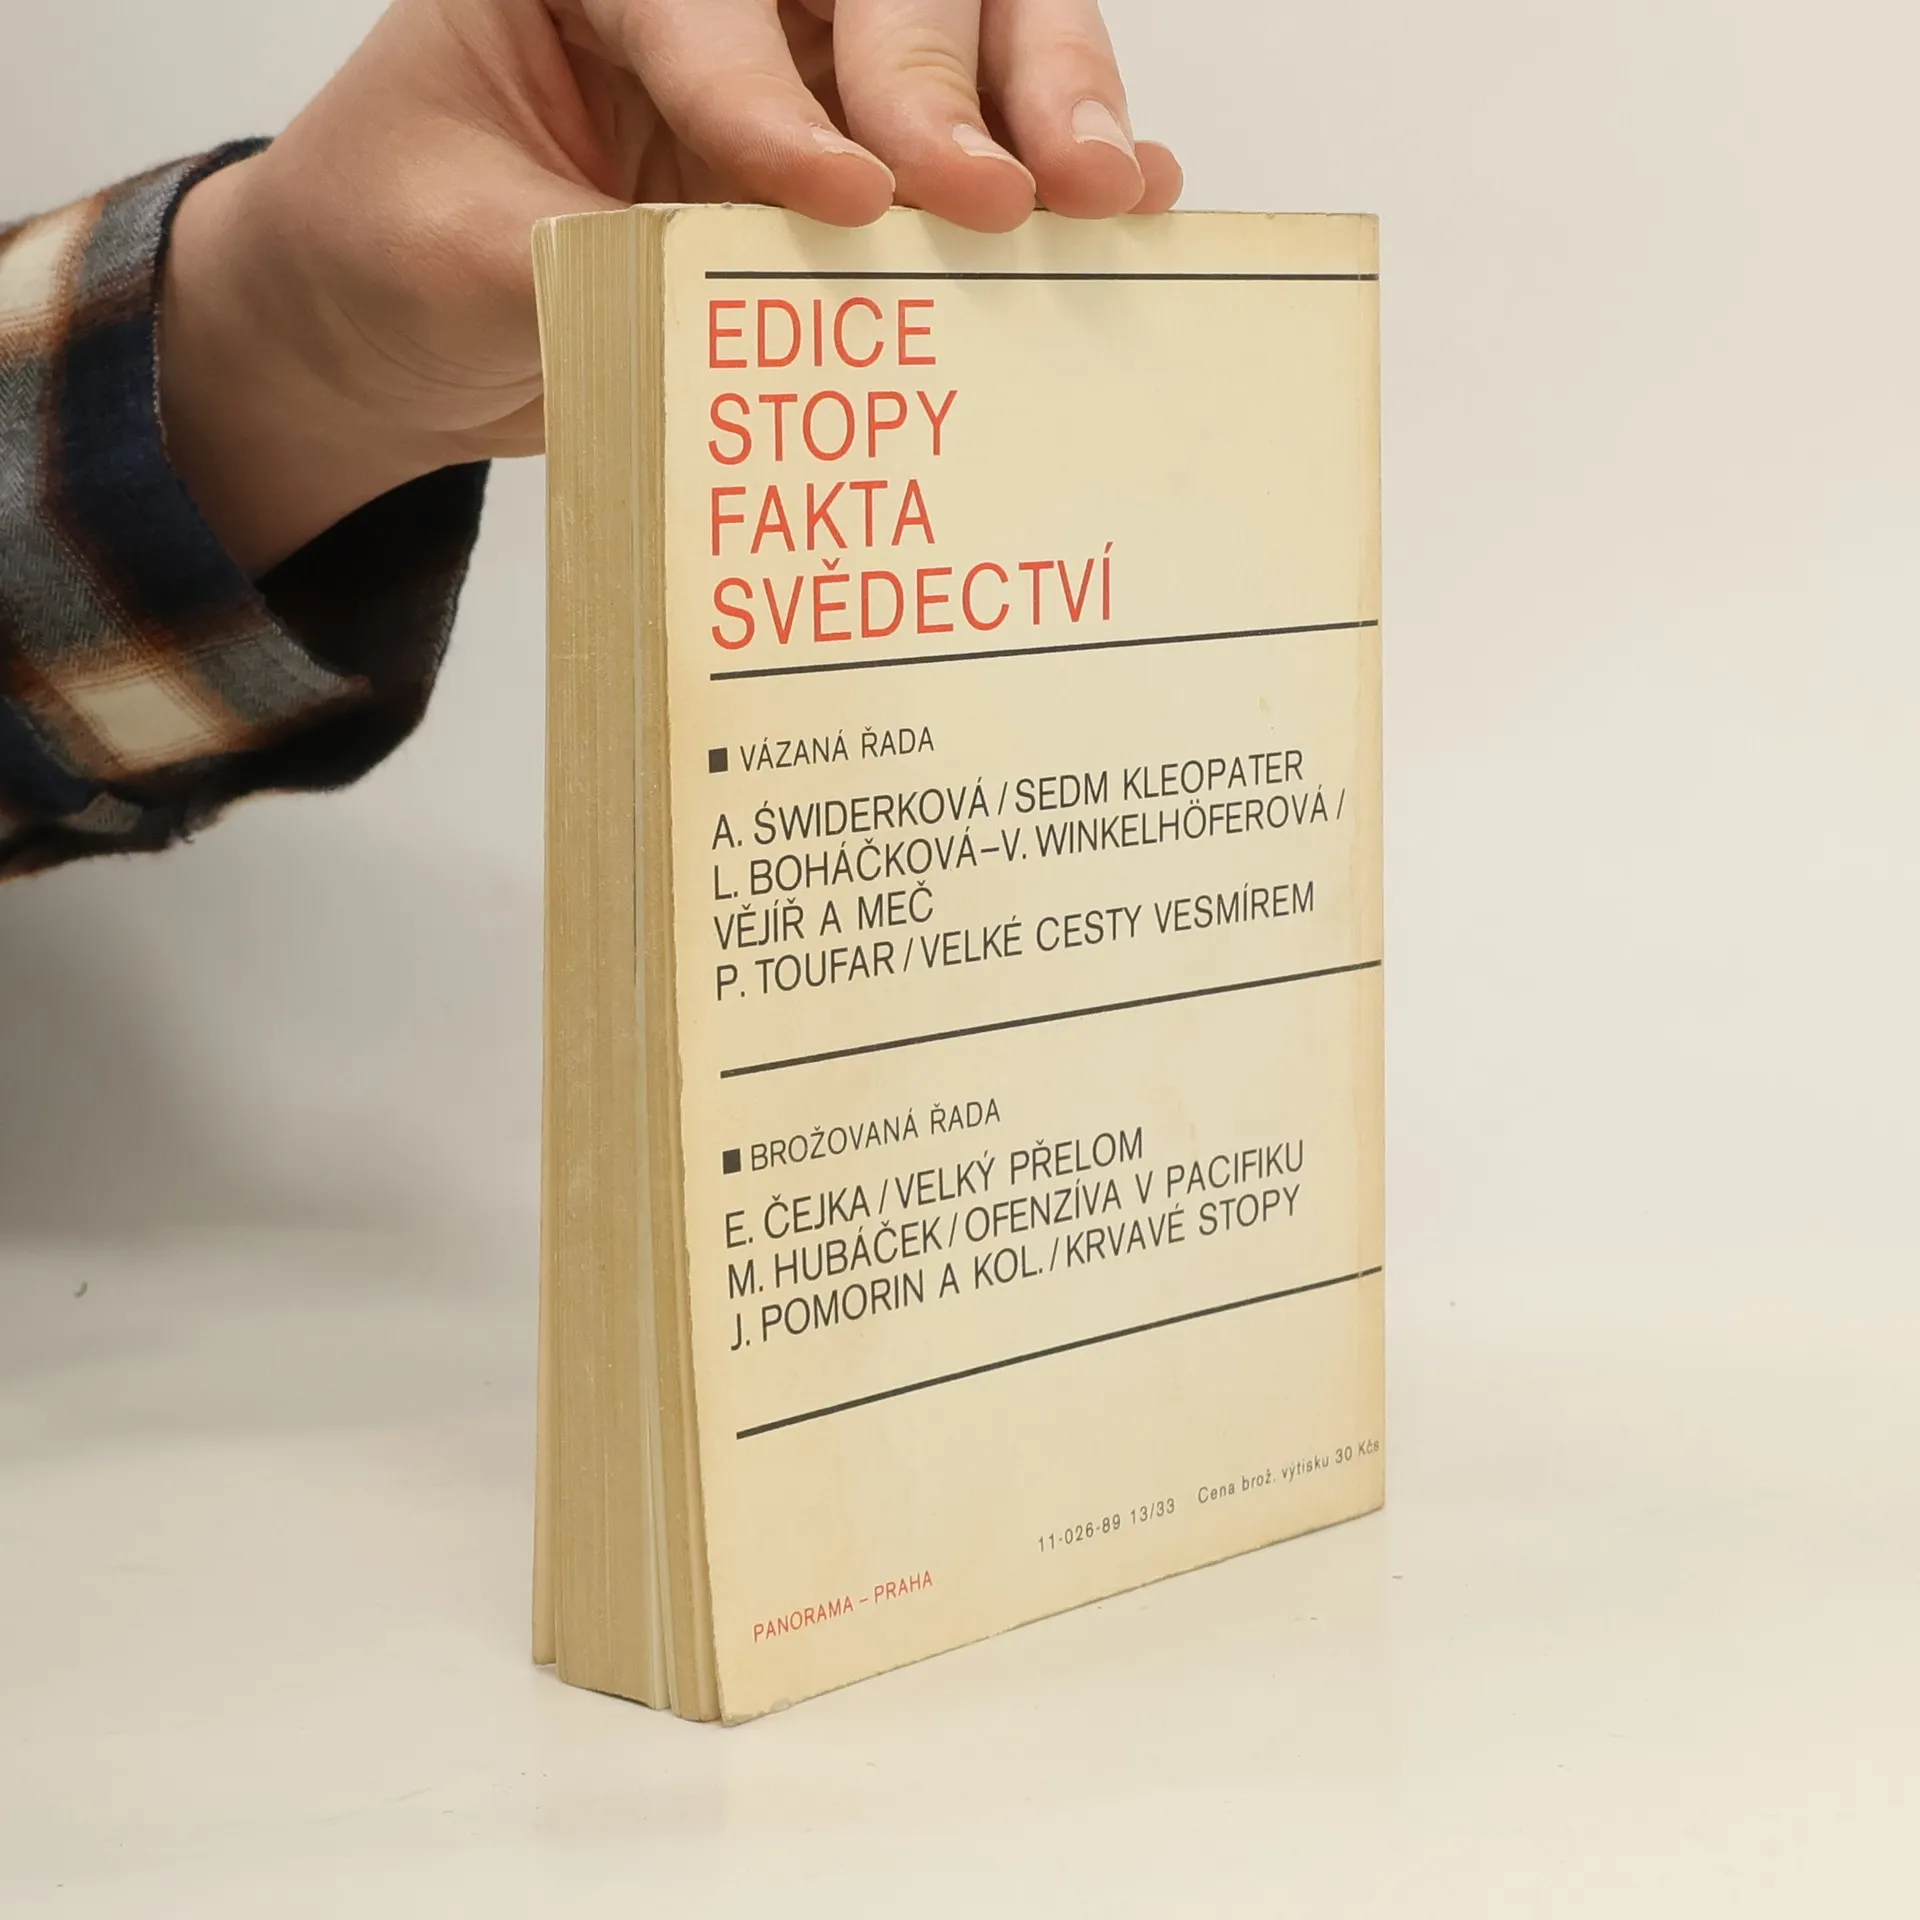 EDICE
STOPY
FAKTA
SVĚDECTVÍ
■ VÁZANÁ ŘADA
A. ŚWIDERKOVÁ / SEDM KLEOPATER
L. BOHÁČKOVÁ–V. WINKELHÖFEROVÁ /
VĚJÍŘ A MEČ
P. TOUFAR / VELKÉ CESTY VESMÍREM
■ BROŽOVANÁ ŘADA
E. ČEJKA / VELKÝ PŘELOM
M. HUBÁČEK / OFENZÍVA V PACIFIKU
J. POMORIN A KOL. / KRVAVÉ STOPY
11-026-89 13/33 Cena brož. výtisku 30 Kčs
PANORAMA – PRAHA